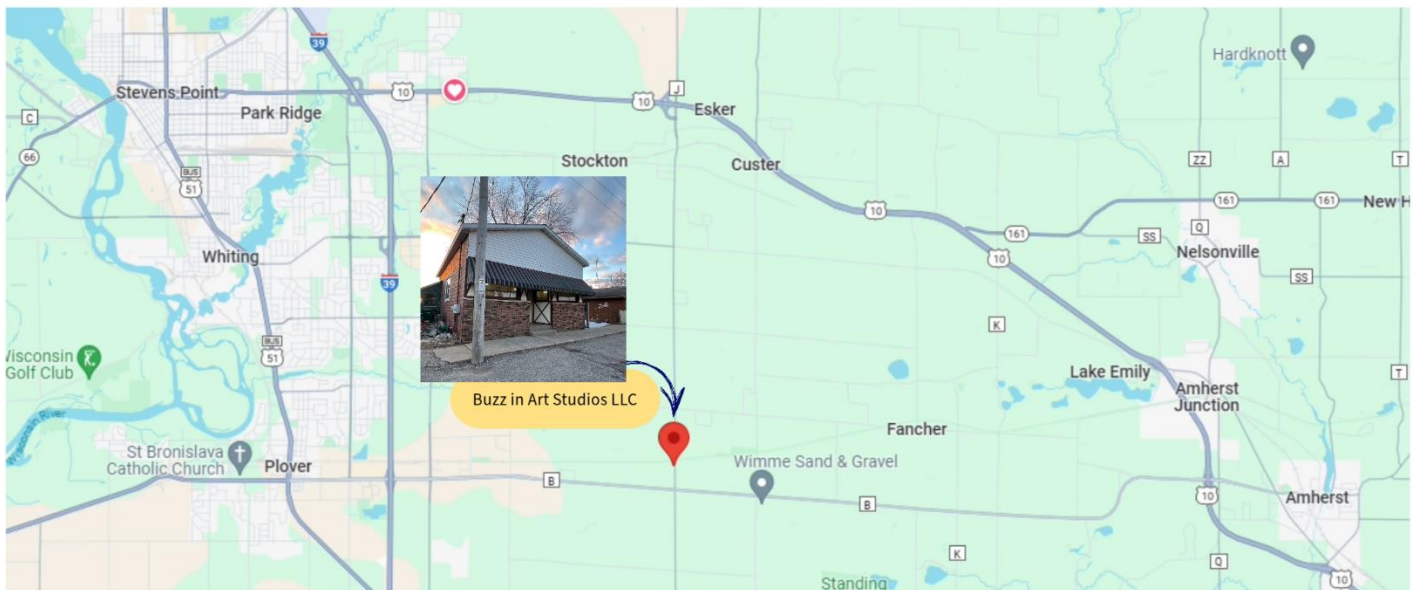 Hardknott
39
10
Stevens Point
J
10
Park Ridge
Esker
C
66
Stockton
Custer
ZZ
A
T
BUS
51
161
161
New H
10
161
SS
Q
Whiting
10
Nelsonville
SS
39
K
BUS
51
Visconsin
Golf Club
Lake Emily
T
Amherst
Junction
Buzz in Art Studios LLC
Fancher
St Bronislava
Catholic Church
Plover
Wimme Sand & Gravel
B
B
10
Amherst
Wisconsin River
K
Q
Standing
10